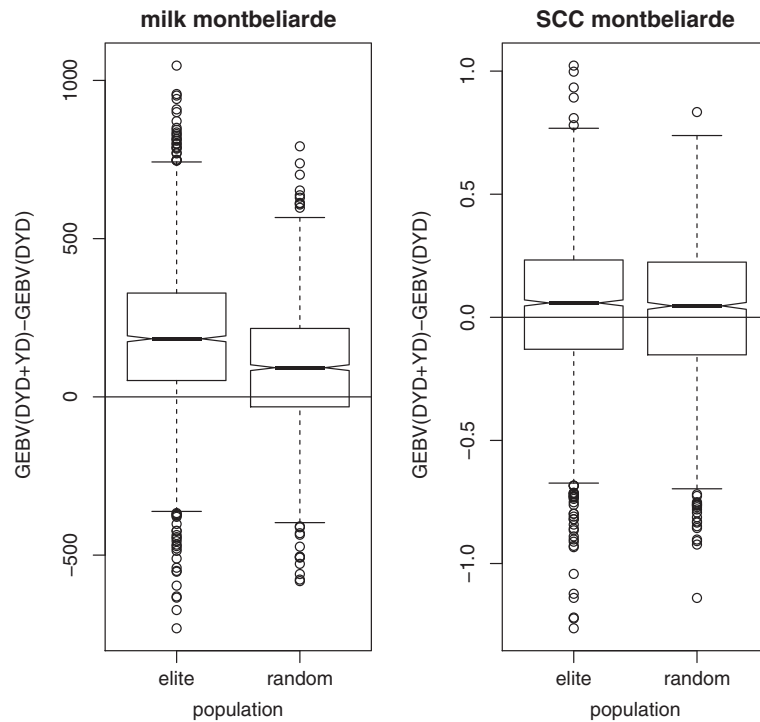 milk montbeliarde
GEBV(DYD+YD)−GEBV(DYD)
1000
500
0
−500
elite
random
population
SCC montbeliarde
GEBV(DYD+YD)−GEBV(DYD)
1.0
0.5
0.0
−0.5
−1.0
elite
random
population